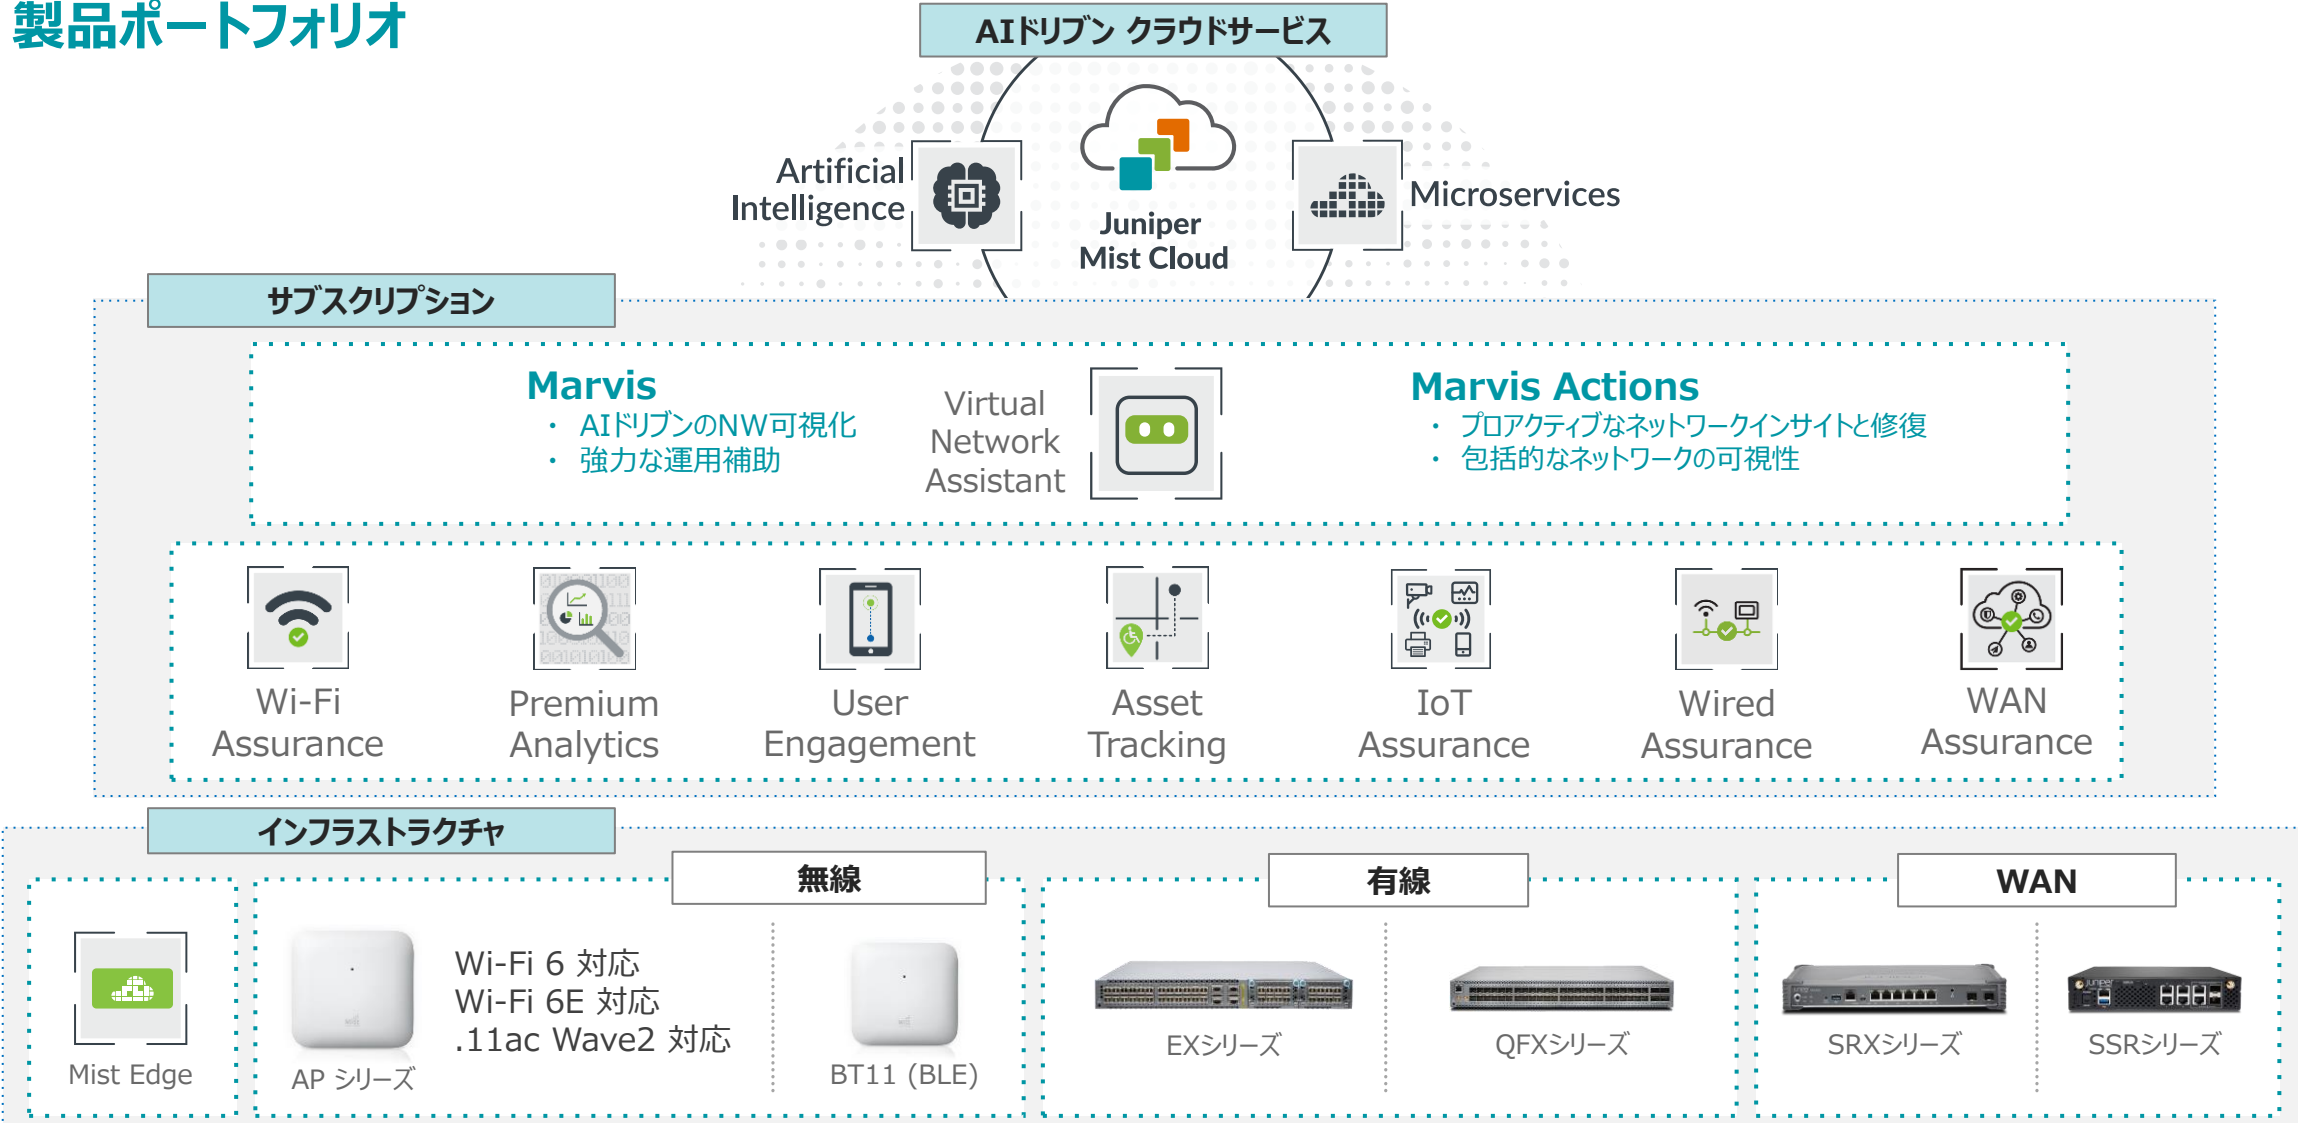 製品ポートフォリオ
AIドリブン クラウドサービス
Artificial
Intelligence
Juniper
Mist Cloud
Microservices
サブスクリプション
Marvis
・ AIドリブンのNW可視化
・ 強力な運用補助
Virtual
Network
Assistant
Marvis Actions
・ プロアクティブなネットワークインサイトと修復
・ 包括的なネットワークの可視性
Wi-Fi
Assurance
Premium
Analytics
User
Engagement
Asset
Tracking
IoT
Assurance
Wired
Assurance
WAN
Assurance
インフラストラクチャ
無線
有線
WAN
Mist Edge
AP シリーズ
Wi-Fi 6 対応
Wi-Fi 6E 対応
.11ac Wave2 対応
BT11 (BLE)
EXシリーズ
QFXシリーズ
SRXシリーズ
SSRシリーズ